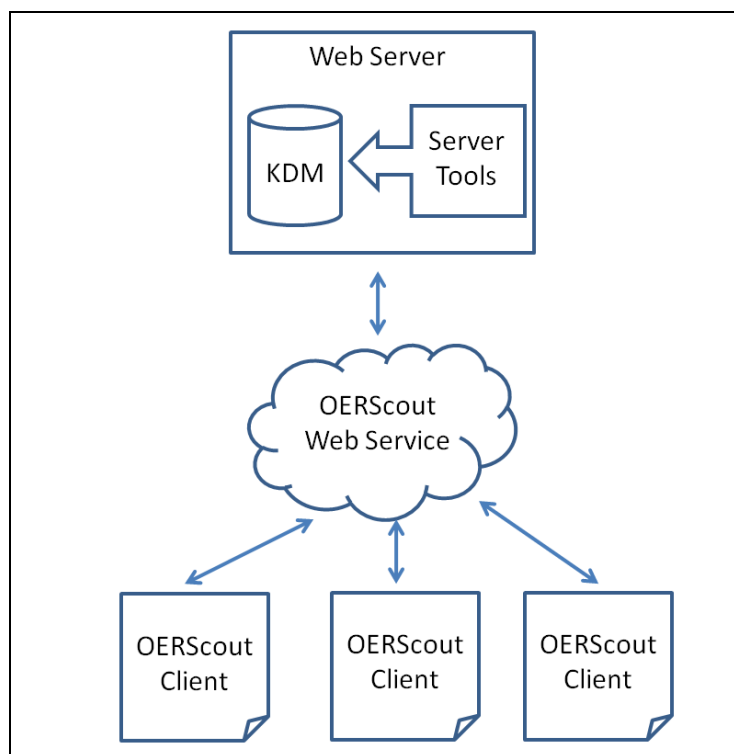 Web Server
KDM
Server
Tools
OERScout
Web Service
OERScout
Client
OERScout
Client
OERScout
Client